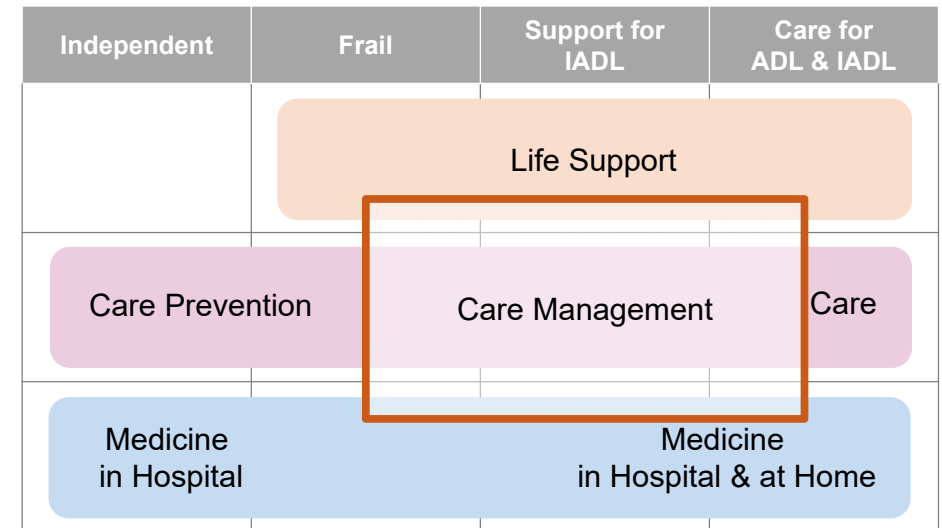 Independent
Frail
Support for
IADL
Care for
ADL & IADL
Life Support
Care Prevention
Care Management
Care
Medicine
in Hospital
Medicine
in Hospital & at Home